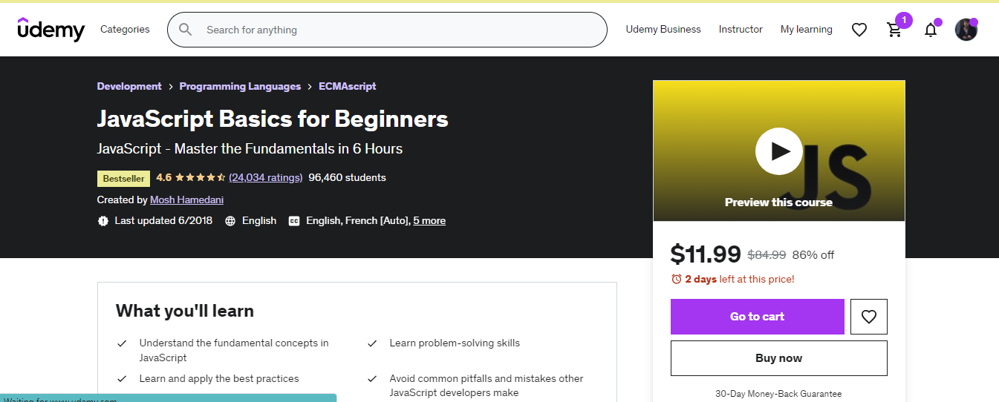 udemy
Categories
Search for anything
Udemy Business
Instructor
My learning
1
Development > Programming Languages > ECMAscript
JavaScript Basics for Beginners
JavaScript - Master the Fundamentals in 6 Hours
Bestseller 4.6 (24,034 ratings) 96,460 students
Created by Mosh Hamedani
Last updated 6/2018 English CC English, French [Auto], 5 more
JS
Preview this course
$11.99 $84.99 86% off
2 days left at this price!
Go to cart
Buy now
30-Day Money-Back Guarantee
What you'll learn
Understand the fundamental concepts in
JavaScript
Learn problem-solving skills
Learn and apply the best practices
Avoid common pitfalls and mistakes other
JavaScript developers make
Waiting for www.udemy.com